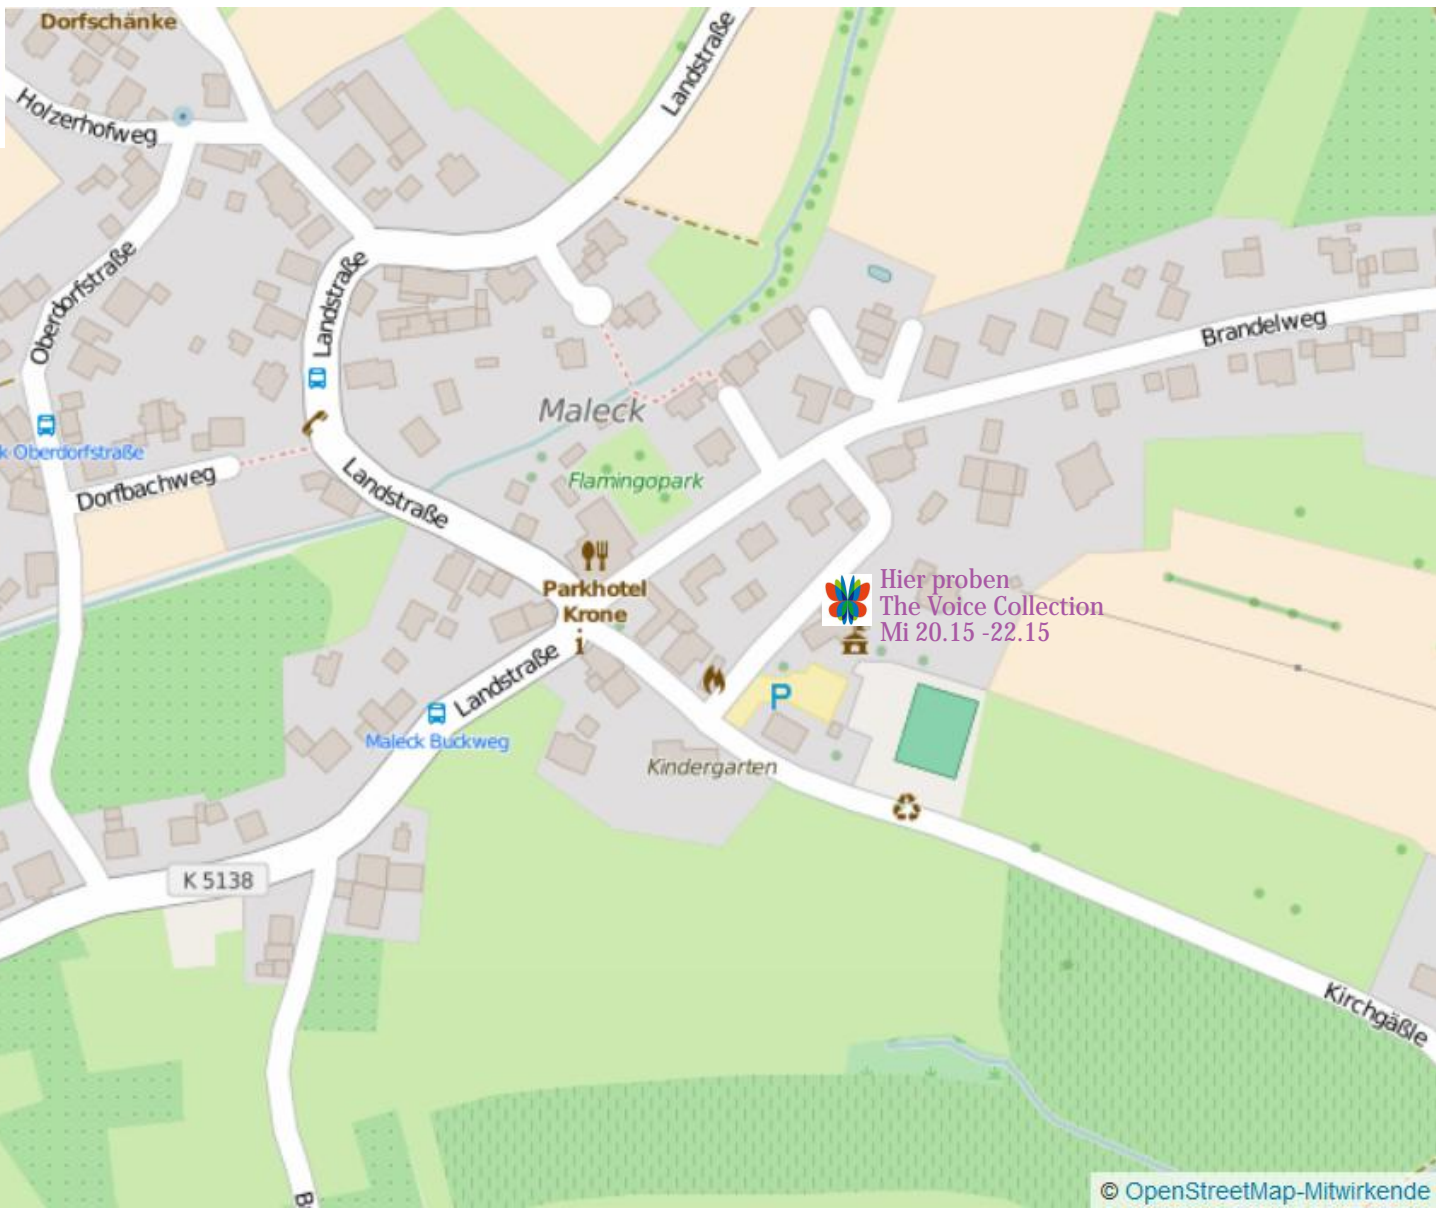 Dorfschänke
Landstraße
Holzerhofweg
Oberdorfstraße
Landstraße
Brandelweg
Maleck
k Oberdorfstraße
Dorfbachweg
Landstraße
Flamingopark
Parkhotel
Krone
i
Hier proben
The Voice Collection
Mi 20.15 -22.15
Landstraße
P
Maleck Buckweg
Kindergarten
K 5138
Kirchgäßle
© OpenStreetMap-Mitwirkende